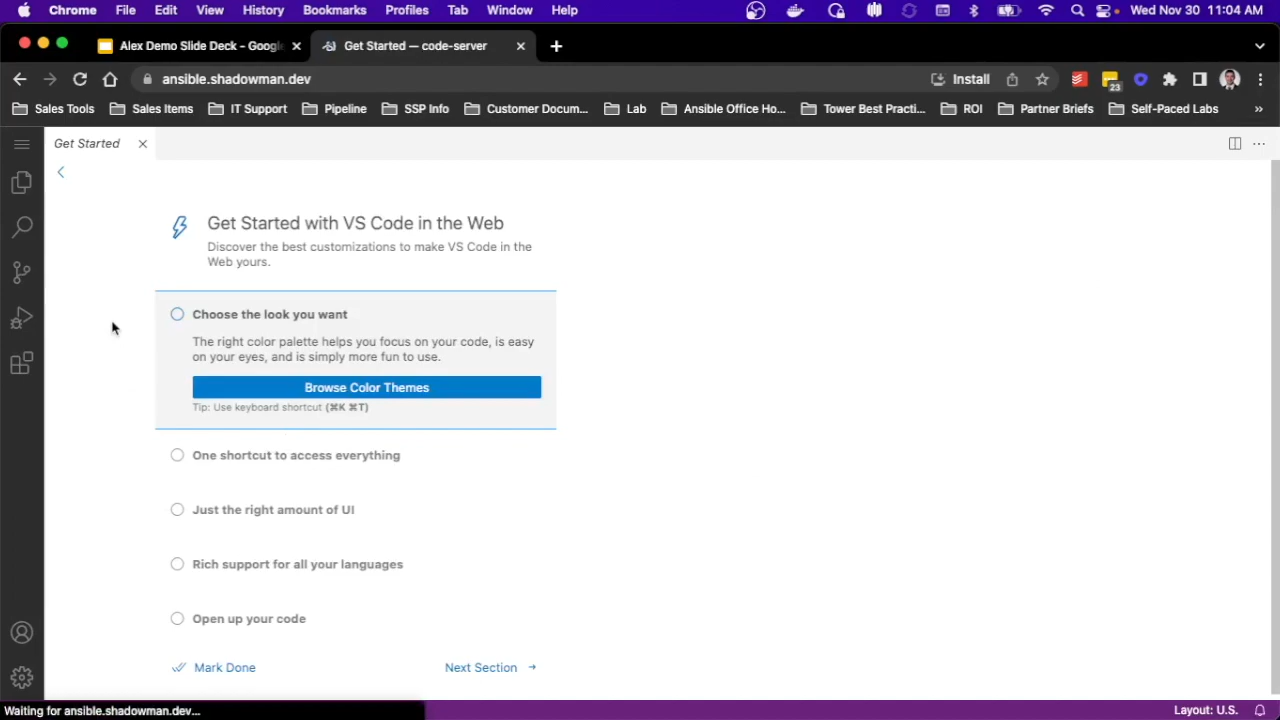 Chrome File Edit View History Bookmarks Profiles Tab Window Help Wed Nov 30 11:04 AM
Alex Demo Slide Deck - Googl
Get Started — code-server
ansible.shadowman.dev
Install
23
Sales Tools Sales Items IT Support Pipeline SSP Info Customer Docum... Lab Ansible Office Ho... Tower Best Practi... ROI Partner Briefs Self-Paced Labs »
Get Started
Get Started with VS Code in the Web
Discover the best customizations to make VS Code in the
Web yours.
Choose the look you want
The right color palette helps you focus on your code, is easy
on your eyes, and is simply more fun to use.
Browse Color Themes
Tip: Use keyboard shortcut (⌘K ⌘T)
One shortcut to access everything
Just the right amount of UI
Rich support for all your languages
Open up your code
Mark Done
Next Section →
Waiting for ansible.shadowman.dev...
Layout: U.S.